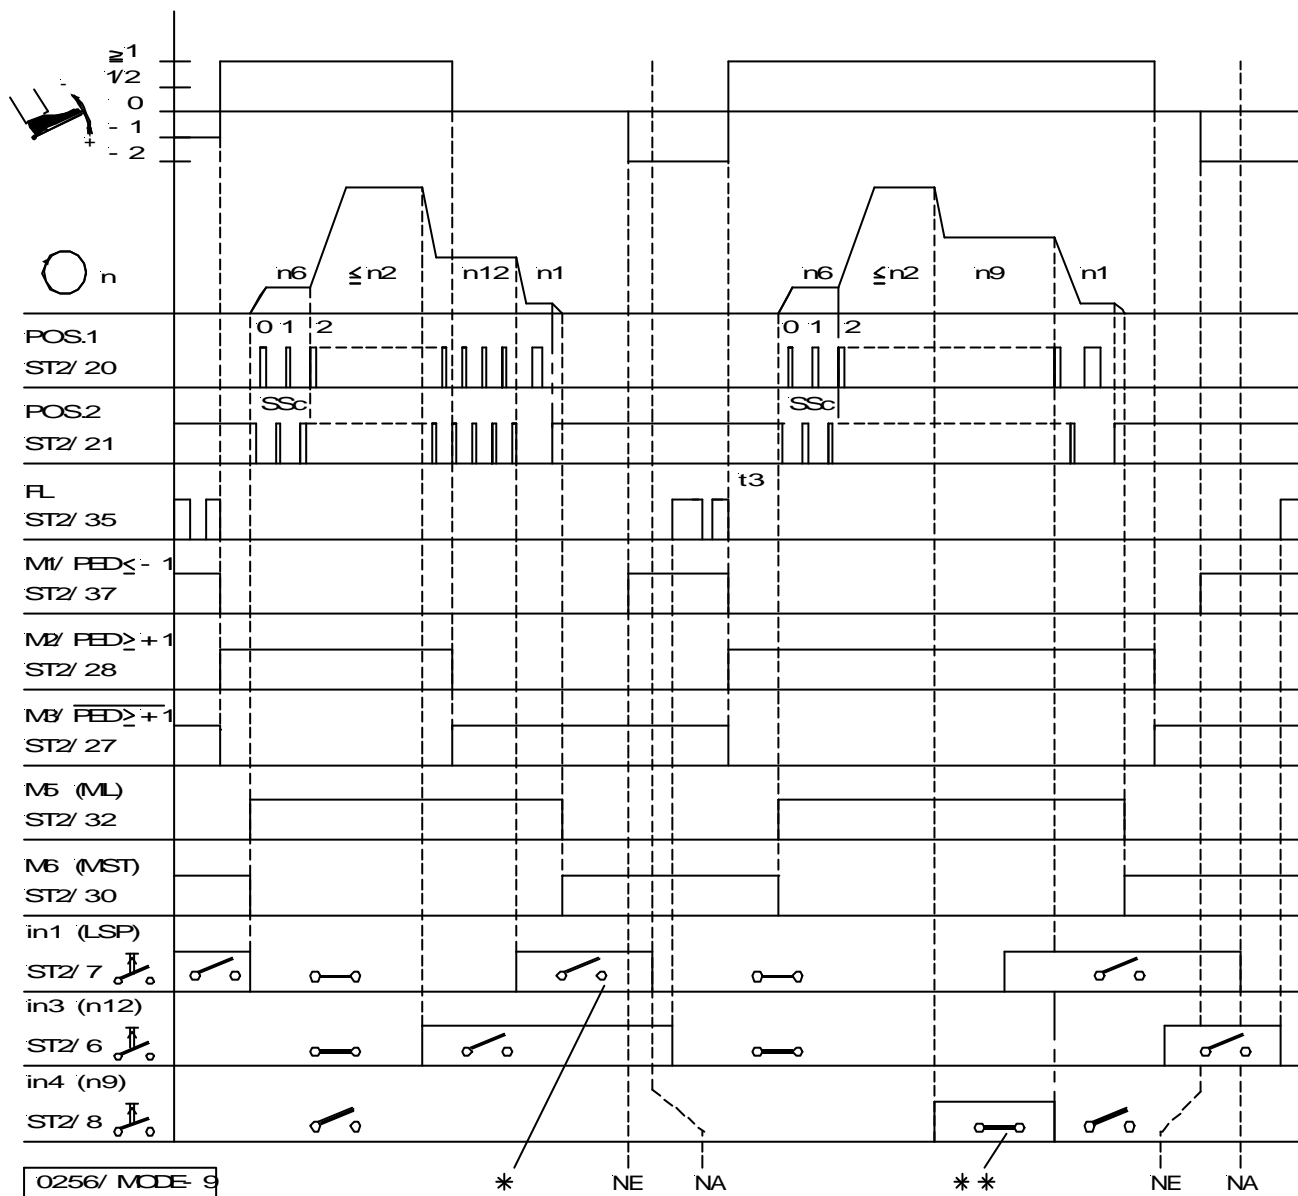 ≥1
1/2
0
- 1
- 2
-
+
n
n6 ≤n2 n12 n1 n6 ≤n2 n9 n1
POS.1 0 1 2 0 1 2
ST2/ 20
POS.2 SSc SSc
ST2/ 21
t3
FL
ST2/ 35
M1/ PED≤- 1
ST2/ 37
M2/ PED≥+1
ST2/ 28
M3/ PED≥+1
ST2/ 27
M5 (ML)
ST2/ 32
M6 (MST)
ST2/ 30
in1 (LSP)
ST2/ 7
in3 (n12)
ST2/ 6
in4 (n9)
ST2/ 8
0256/ MODE- 9 * NE NA ** NE NA